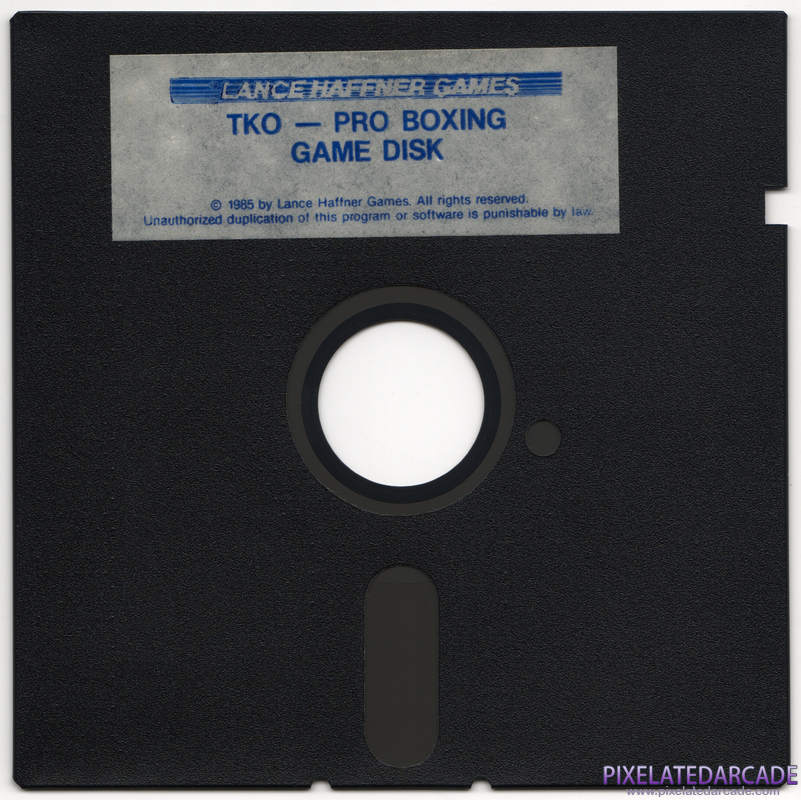 LANCE HAFFNER GAMES
TKO — PRO BOXING
GAME DISK
© 1985 by Lance Haffner Games. All rights reserved.
Unauthorized duplication of this program or software is punishable by law.
PIXELATEDARCADE
www.pixelatedarcade.com